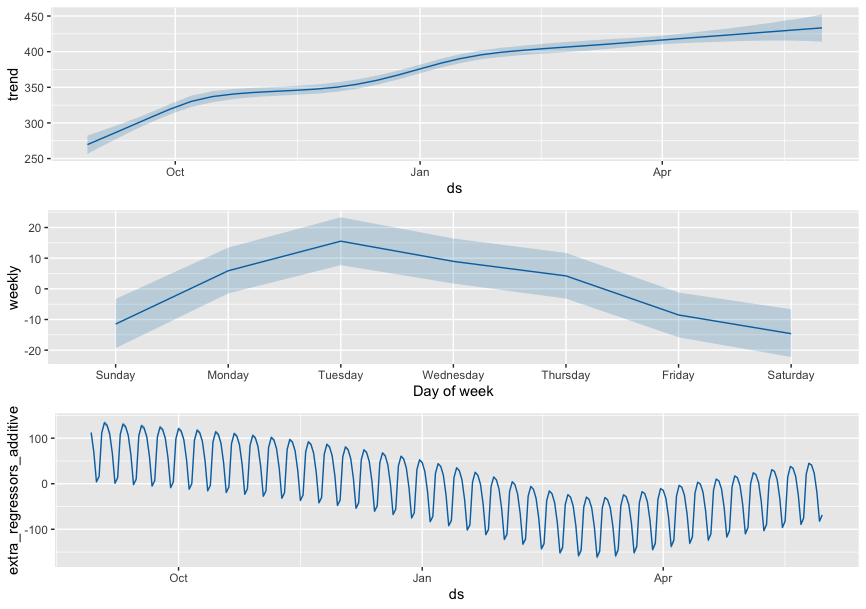 trend
450
400
350
300
250
Oct Jan Apr
ds
weekly
20
10
0
-10
-20
Sunday Monday Tuesday Wednesday Thursday Friday Saturday
Day of week
extra_regressors_additive
100
0
-100
Oct Jan Apr
ds